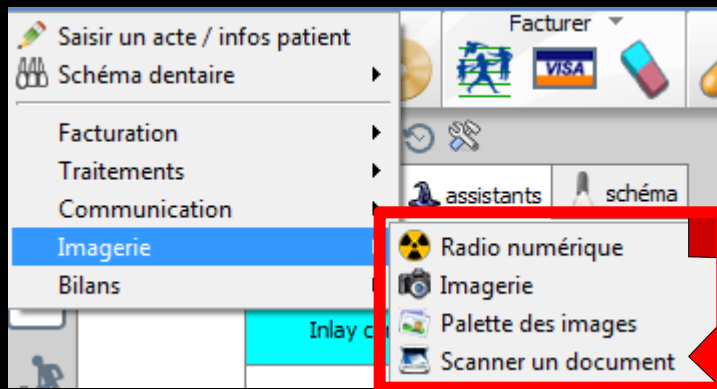 Saisir un acte / infos patient
Schéma dentaire
Facturation
Traitements
Communication
Imagerie
Bilans
Facturer
VISA
assistants
schéma
Radio numérique
Imagerie
Palette des images
Scanner un document
Inlay